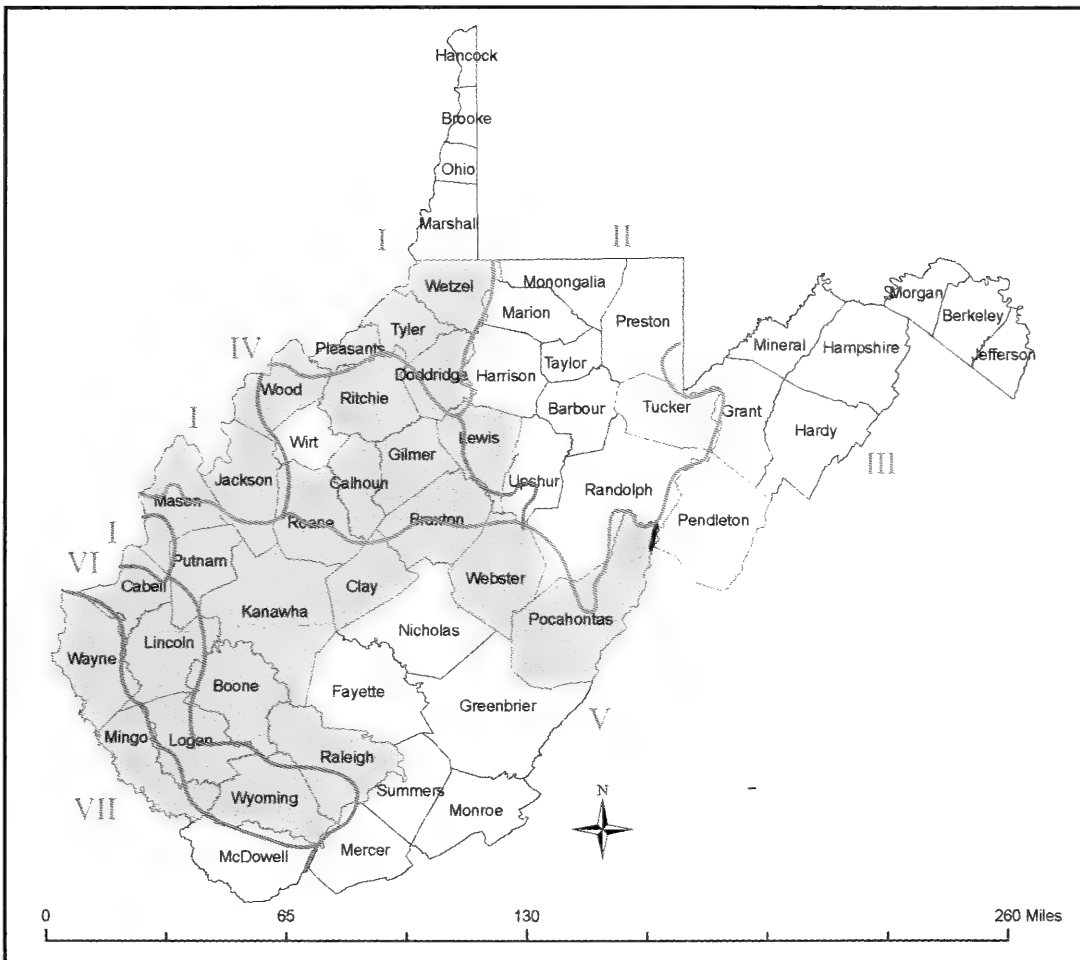 Hancock
Brooke
Ohio
Marshall
I II
Wetzel Monongalia
Marion
Preston
Morgan
Berkeley
Jefferson
Tyler
Mineral Hampshire
IV Pleasants
Doddridge Harrison Taylor
Wood Ritchie
Barbour Tucker Grant
I Wirt Gilmer Lewis Hardy
III
Jackson Calhoun Upshur Randolph
Mason Roane Braxton Pendleton
I
VI Putnam
Cabell Kanawha Clay Webster
Pocahontas
Nicholas
Lincoln
Wayne
Boone Fayette Greenbrier
V
Mingo Logan
Raleigh
N
VII Wyoming Summers
Monroe
McDowell Mercer
0 65 130 260 Miles